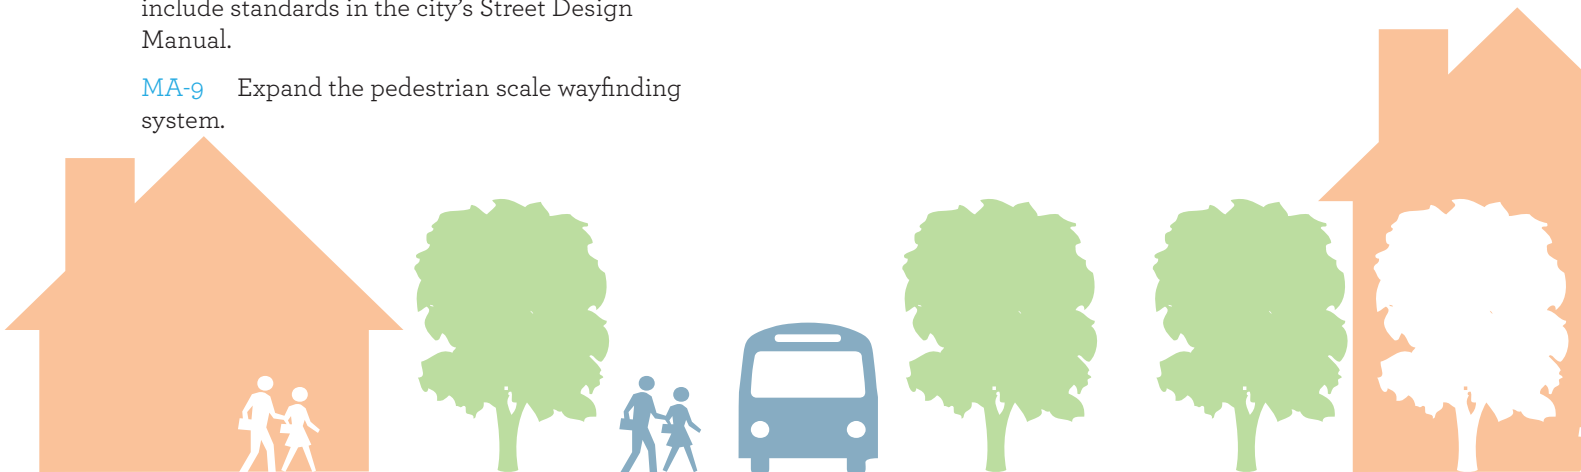 include standards in the city’s Street Design
Manual.
MA-9 Expand the pedestrian scale wayfinding
system.